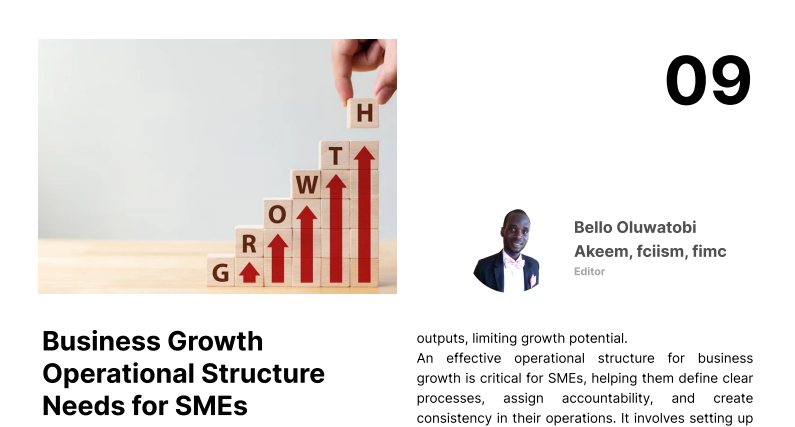 G
R
O
W
T
H
09
Bello Oluwatobi
Akeem, fciism, fimc
Editor
Business Growth
Operational Structure
Needs for SMEs
outputs, limiting growth potential.
An effective operational structure for business
growth is critical for SMEs, helping them define clear
processes, assign accountability, and create
consistency in their operations. It involves setting up